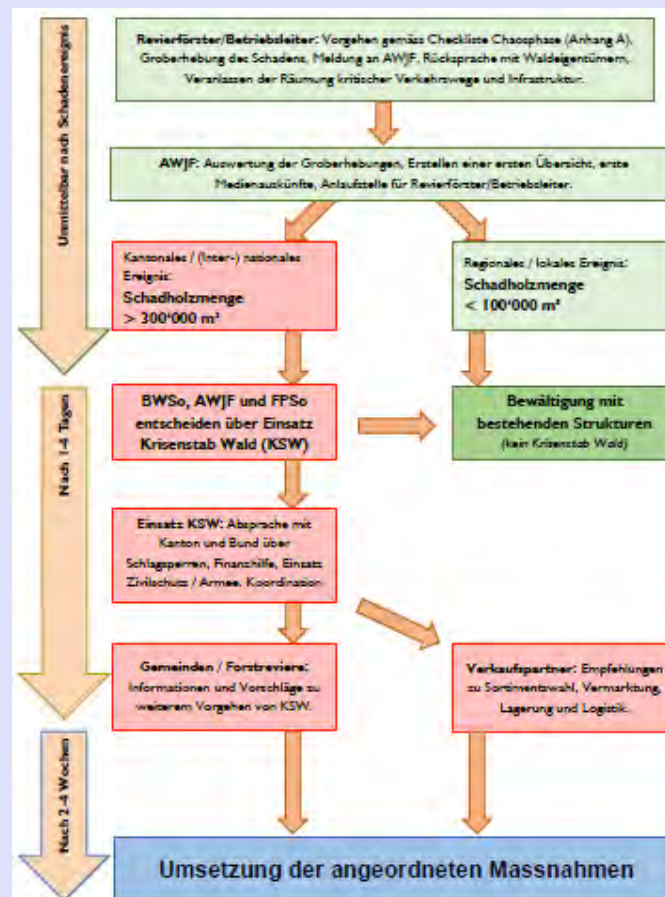 Unmittelbar nach Schadenereignis
Revierförster/Betriebsleiter: Vorgehen gemäss Checkliste Chaosphase (Anhang A),
Groberhebung des Schadens, Meldung an AWJF, Rücksprache mit Waldeigentümern,
Veranlassen der Räumung kritischer Verkehrswege und Infrastruktur.
AWJF: Auswertung der Groberhebungen, Erstellen einer ersten Übersicht, erste
Medienauskünfte, Anlaufstelle für Revierförster/Betriebsleiter.
Kantonales / (Inter-) nationales
Ereignis:
Schadholzmenge
> 300'000 m³
Regionales / lokales Ereignis:
Schadholzmenge
< 100'000 m³
Nach 1-4 Tagen
BWSo, AWJF und FPSo
entscheiden über Einsatz
Krisenstab Wald (KSW)
Bewältigung mit
bestehenden Strukturen
(kein Krisenstab Wald)
Einsatz KSW: Absprache mit
Kanton und Bund über
Schlagsperren, Finanzhilfe, Einsatz
Zivilschutz / Armee, Koordination
Gemeinden / Forstreviere:
Informationen und Vorschläge zu
weiterem Vorgehen von KSW.
Verkaufspartner: Empfehlungen
zu Sortimentswahl, Vermarktung,
Lagerung und Logistik.
Nach 2-4 Wochen
Umsetzung der angeordneten Massnahmen